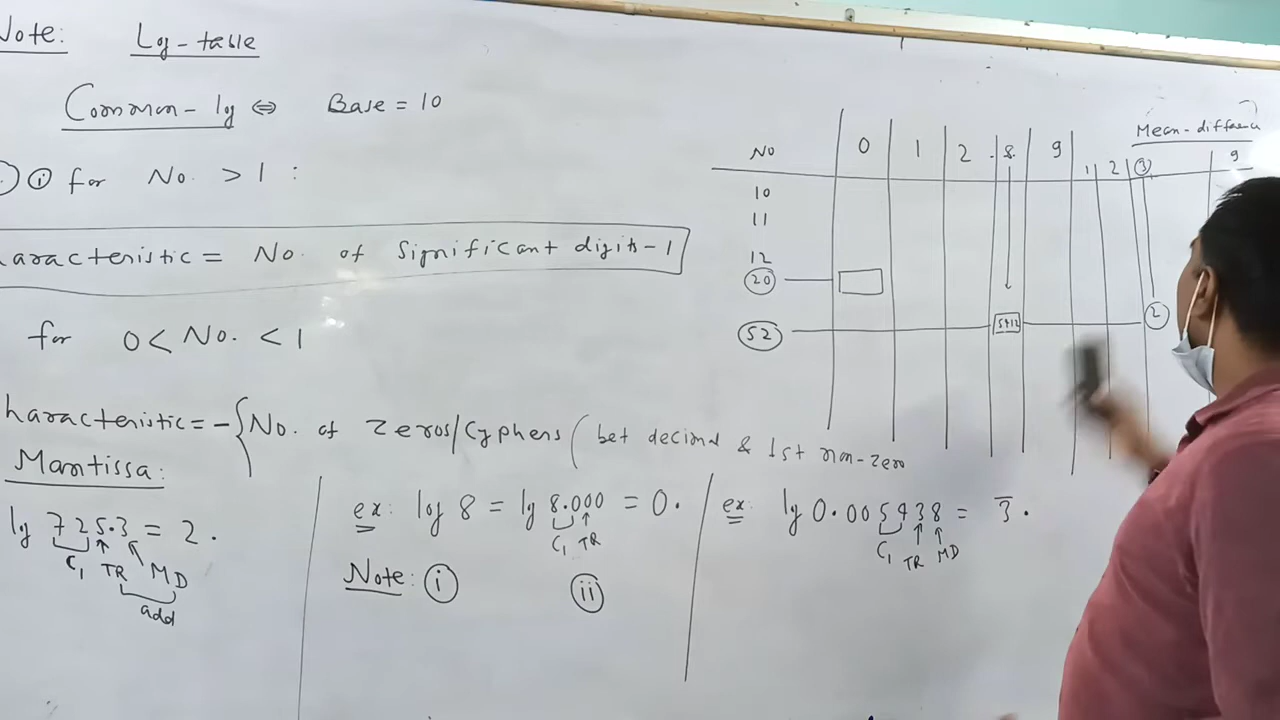 Note: Log-table
Common-log ⇔ Base = 10
① for No. > 1 :
haracteristic = No. of significant digits-1
for 0 < No. < 1
haracteristic = - { No. of zeros/Cyphers ( bet decimal & 1st non-zero
Mantissa:
log 725.3 = 2.
C₁ TR MD
add
ex: log 8 = log 8.000 = 0.
C₁ TR
Note: (i) (ii)
ex: log 0.005438 = 3̅.
C₁ TR MD
Mean-differenc
No 0 1 2 . 8. 9 1 2 ③ 9
10
11
12
20
52 5412 2